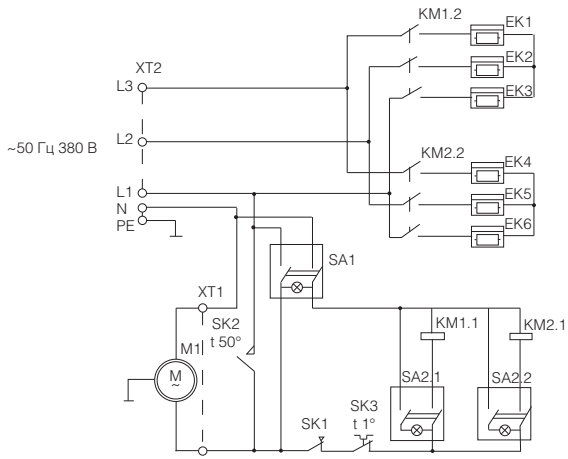 KM1.2
EK1
EK2
EK3
XT2
L3
L2
~50 Гц 380 В
KM2.2
EK4
EK5
EK6
L1
N
PE
SA1
XT1
SK2
t 50°
M1
M
~
KM1.1
KM2.1
SA2.1
SA2.2
SK1
SK3
t 1°